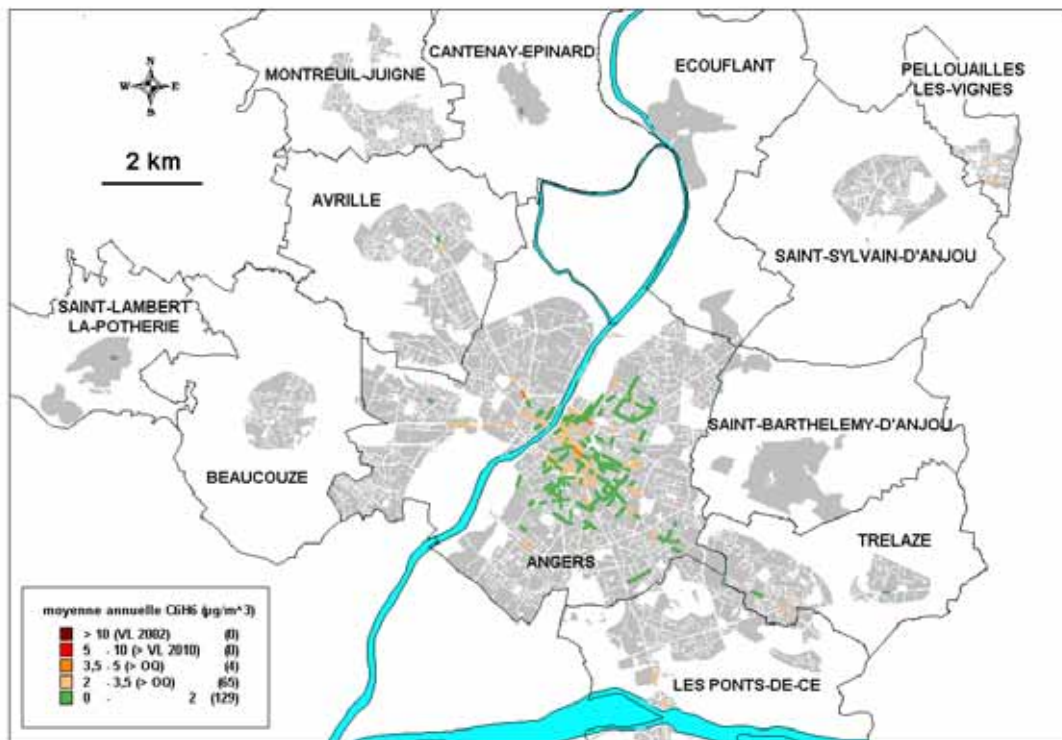 CANTENAY-EPINARD
ECOUFLANT
MONTREUIL-JUIGNE
PELLOUAILLES
LES-VIGNES
N
W E
S
2 km
AVRILLE
SAINT-SYLVAIN-D'ANJOU
SAINT-LAMBERT
LA-POTHERIE
SAINT-BARTHELEMY-D'ANJOU
BEAUCOUZE
TRELAZE
ANGERS
LES PONTS-DE-CE
moyenne annuelle C6H6 (µg/m^3)
> 10 (VL 2002) (0)
5 - 10 (> VL 2010) (0)
3,5 - 5 (> OQ) (4)
2 - 3,5 (> OQ) (65)
0 - 2 (129)